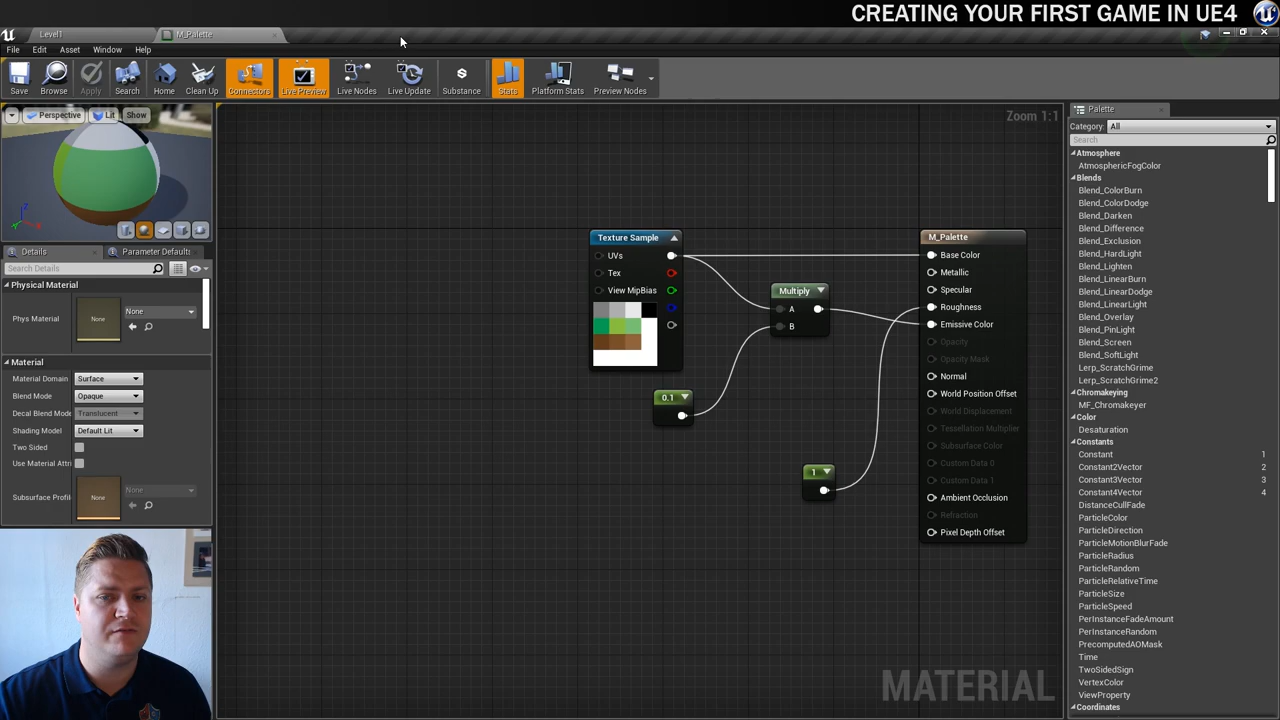 CREATING YOUR FIRST GAME IN UE4
Level1
M_Palette
File Edit Asset Window Help
Save Browse Apply Search Home Clean Up Connectors Live Preview Live Nodes Live Update Substance Stats Platform Stats Preview Nodes
Perspective Lit Show
Zoom 1:1
Details
Parameter Defaults
Search Details
Physical Material
Phys Material
None
None
Material
Material Domain Surface
Blend Mode Opaque
Decal Blend Mode Translucent
Shading Model Default Lit
Two Sided
Use Material Attri
Subsurface Profil
None
None
Texture Sample
UVs
Tex
View MipBias
Multiply
A
B
0.1
1
M_Palette
Base Color
Metallic
Specular
Roughness
Emissive Color
Opacity
Opacity Mask
Normal
World Position Offset
World Displacement
Tessellation Multiplier
Subsurface Color
Custom Data 0
Custom Data 1
Ambient Occlusion
Refraction
Pixel Depth Offset
MATERIAL
Palette
Category: All
Search
Atmosphere
AtmosphericFogColor
Blends
Blend_ColorBurn
Blend_ColorDodge
Blend_Darken
Blend_Difference
Blend_Exclusion
Blend_HardLight
Blend_Lighten
Blend_LinearBurn
Blend_LinearDodge
Blend_LinearLight
Blend_Overlay
Blend_PinLight
Blend_Screen
Blend_SoftLight
Lerp_ScratchGrime
Lerp_ScratchGrime2
Chromakeying
MF_Chromakeyer
Color
Desaturation
Constants
Constant 1
Constant2Vector 2
Constant3Vector 3
Constant4Vector 4
DistanceCullFade
ParticleColor
ParticleDirection
ParticleMotionBlurFade
ParticleRadius
ParticleRandom
ParticleRelativeTime
ParticleSize
ParticleSpeed
PerInstanceFadeAmount
PerInstanceRandom
PrecomputedAOMask
Time
TwoSidedSign
VertexColor
ViewProperty
Coordinates